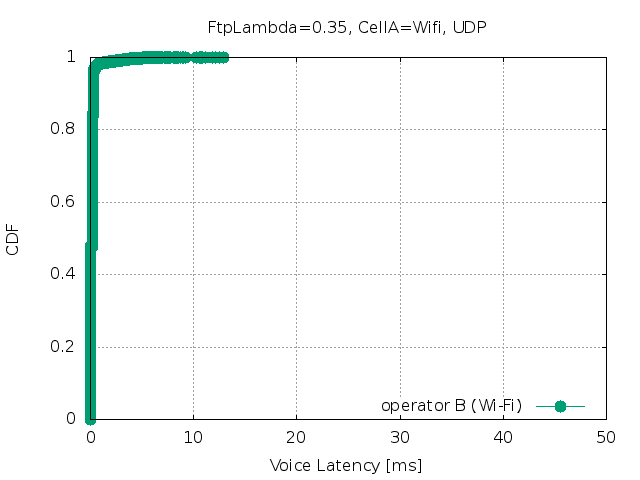 FtpLambda=0.35, CellA=Wifi, UDP
1
0.8
0.6
0.4
0.2
0
CDF
operator B (Wi-Fi)
0 10 20 30 40 50
Voice Latency [ms]